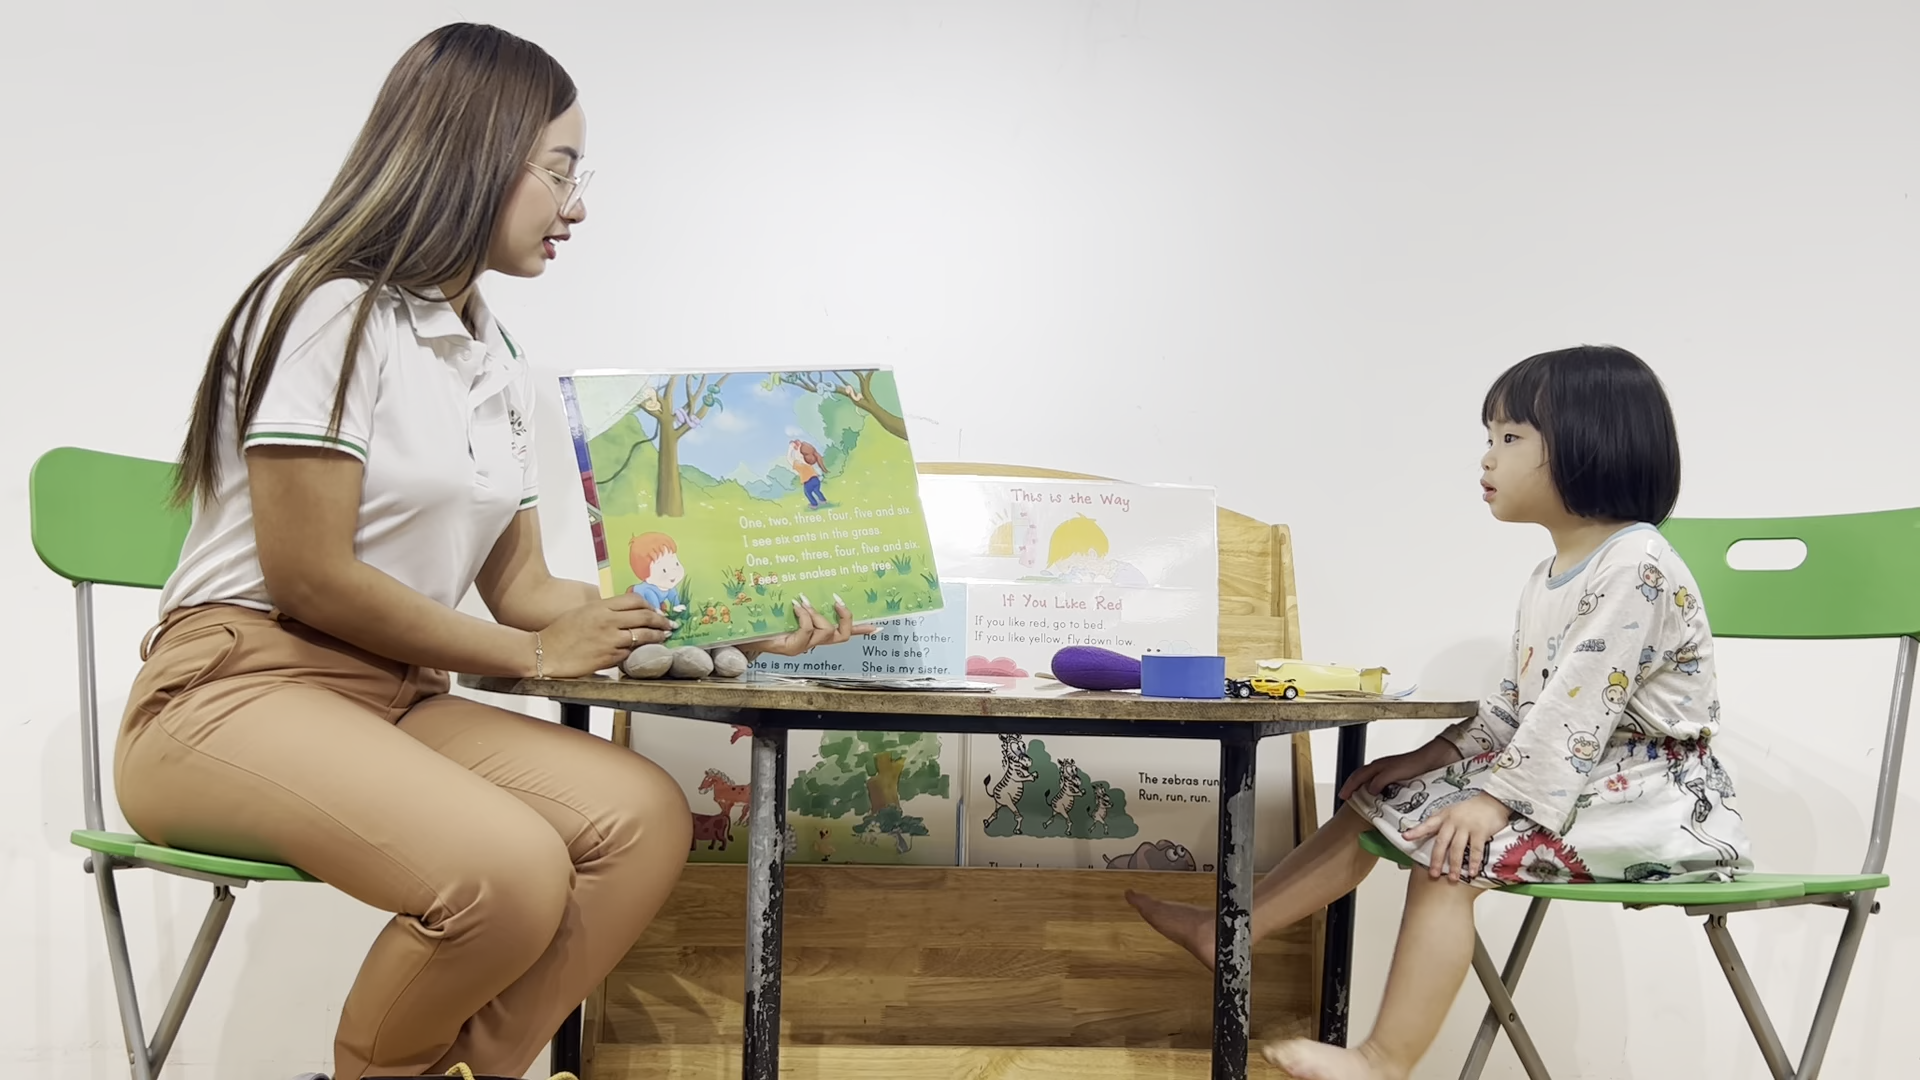 One, two, three, four, five and six.
I see six ants in the grass.
One, two, three, four, five and six.
I see six snakes in the tree.
This is the Way
If You Like Red
If you like red, go to bed.
If you like yellow, fly down low.
is he?
He is my brother.
Who is she?
She is my mother.
She is my sister.
The zebras run
Run, run, run.